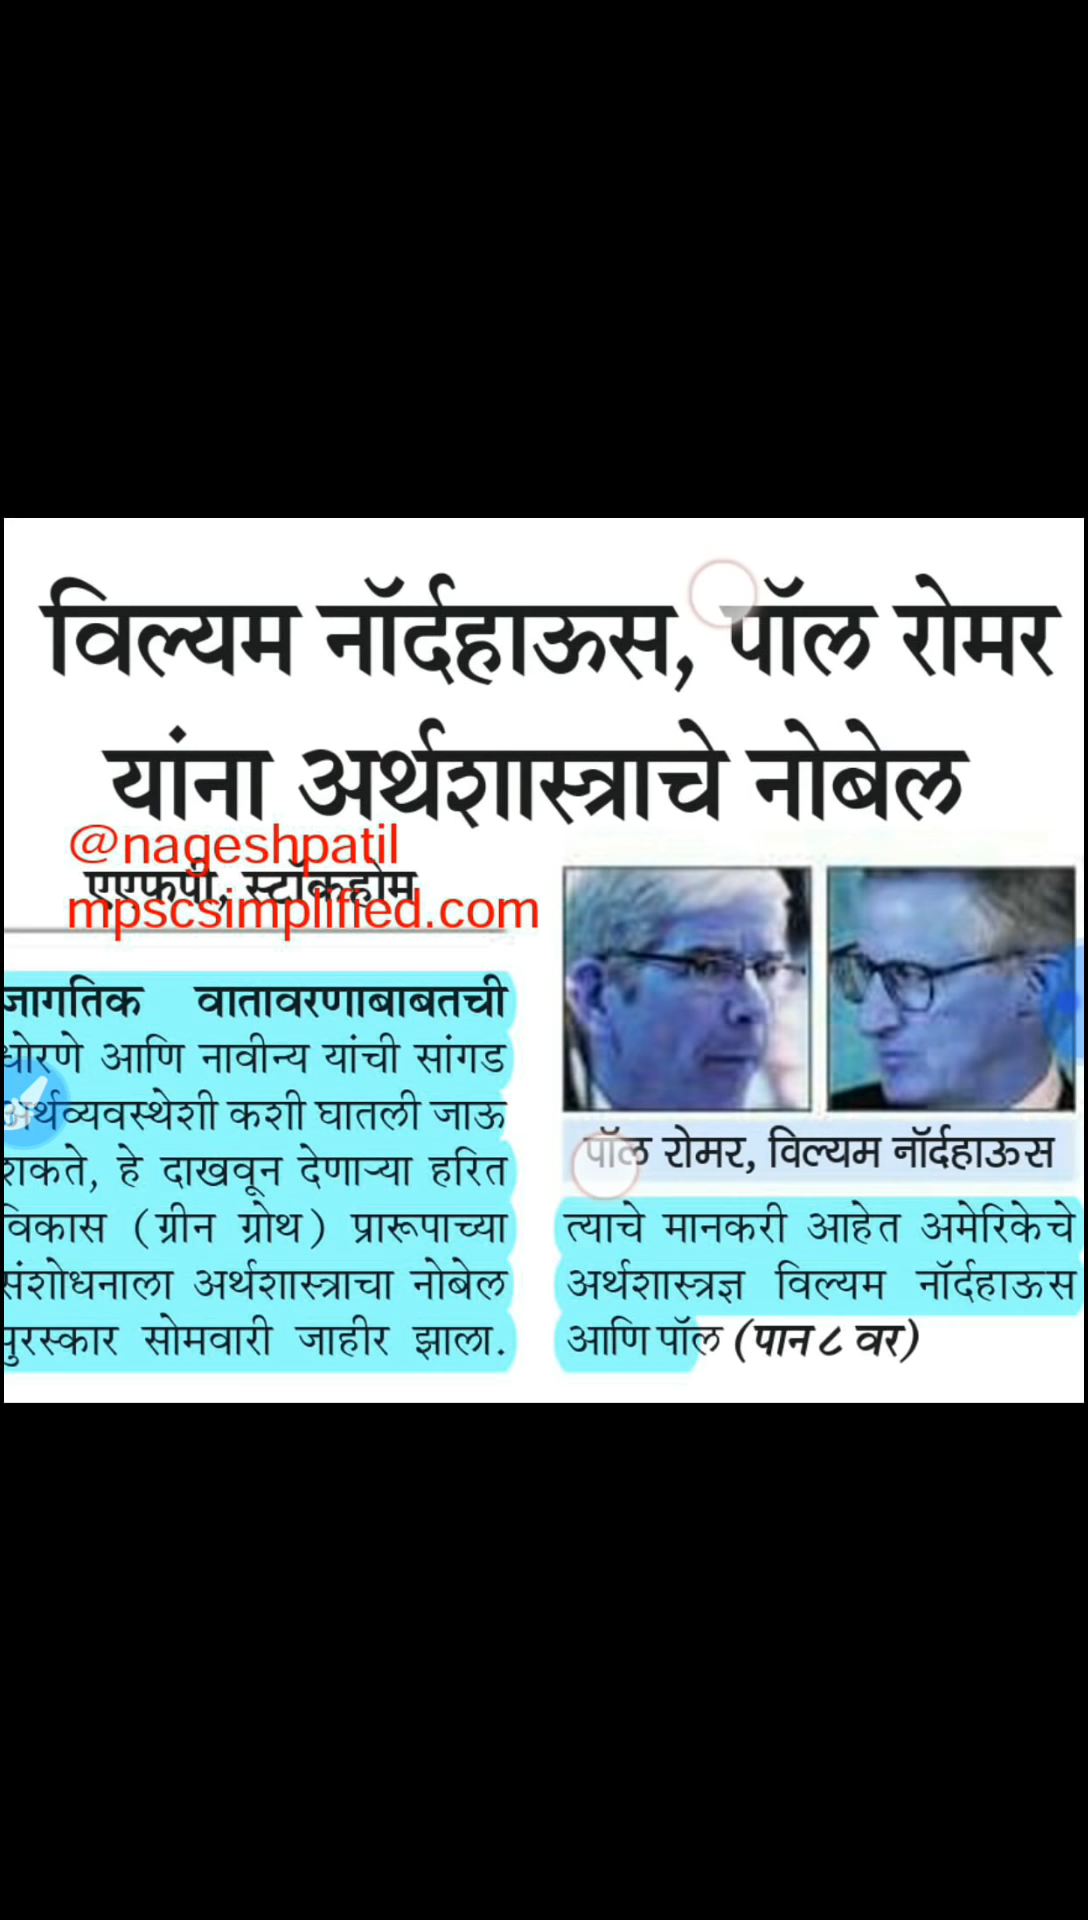 विल्यम नॉर्दहाऊस, पॉल रोमर
यांना अर्थशास्त्राचे नोबेल
@nageshpatil
एएफपी, स्टॉकहोम
mpscsimplified.com
जागतिक वातावरणाबाबतची
धोरणे आणि नावीन्य यांची सांगड
अर्थव्यवस्थेशी कशी घातली जाऊ
शकते, हे दाखवून देणाऱ्या हरित
विकास (ग्रीन ग्रोथ) प्रारूपाच्या
संशोधनाला अर्थशास्त्राचा नोबेल
पुरस्कार सोमवारी जाहीर झाला.
पॉल रोमर, विल्यम नॉर्दहाऊस
त्याचे मानकरी आहेत अमेरिकेचे
अर्थशास्त्रज्ञ विल्यम नॉर्दहाऊस
आणि पॉल (पान ८ वर)